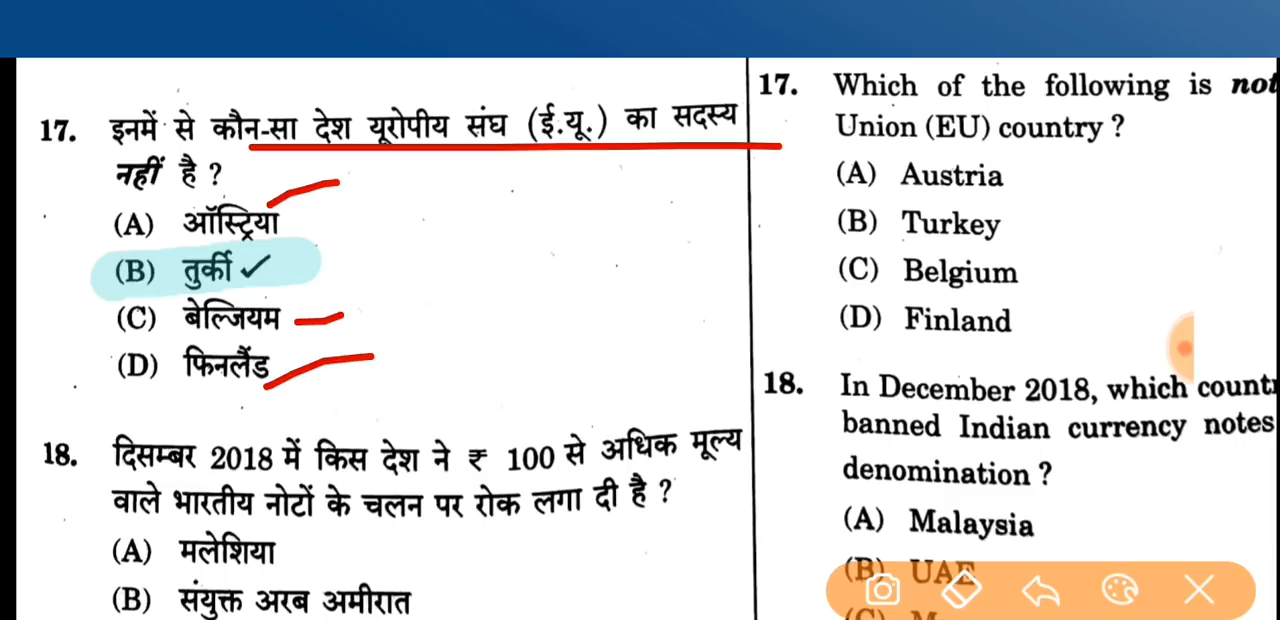 17. इनमें से कौन-सा देश यूरोपीय संघ (ई.यू.) का सदस्य
नहीं है ?
(A) ऑस्ट्रिया
(B) तुर्की ✓
(C) बेल्जियम
(D) फिनलैंड
18. दिसम्बर 2018 में किस देश ने ₹ 100 से अधिक मूल्य
वाले भारतीय नोटों के चलन पर रोक लगा दी है ?
(A) मलेशिया
(B) संयुक्त अरब अमीरात
17. Which of the following is not
Union (EU) country ?
(A) Austria
(B) Turkey
(C) Belgium
(D) Finland
18. In December 2018, which
banned Indian currency notes
denomination ?
(A) Malaysia
(B) UAE